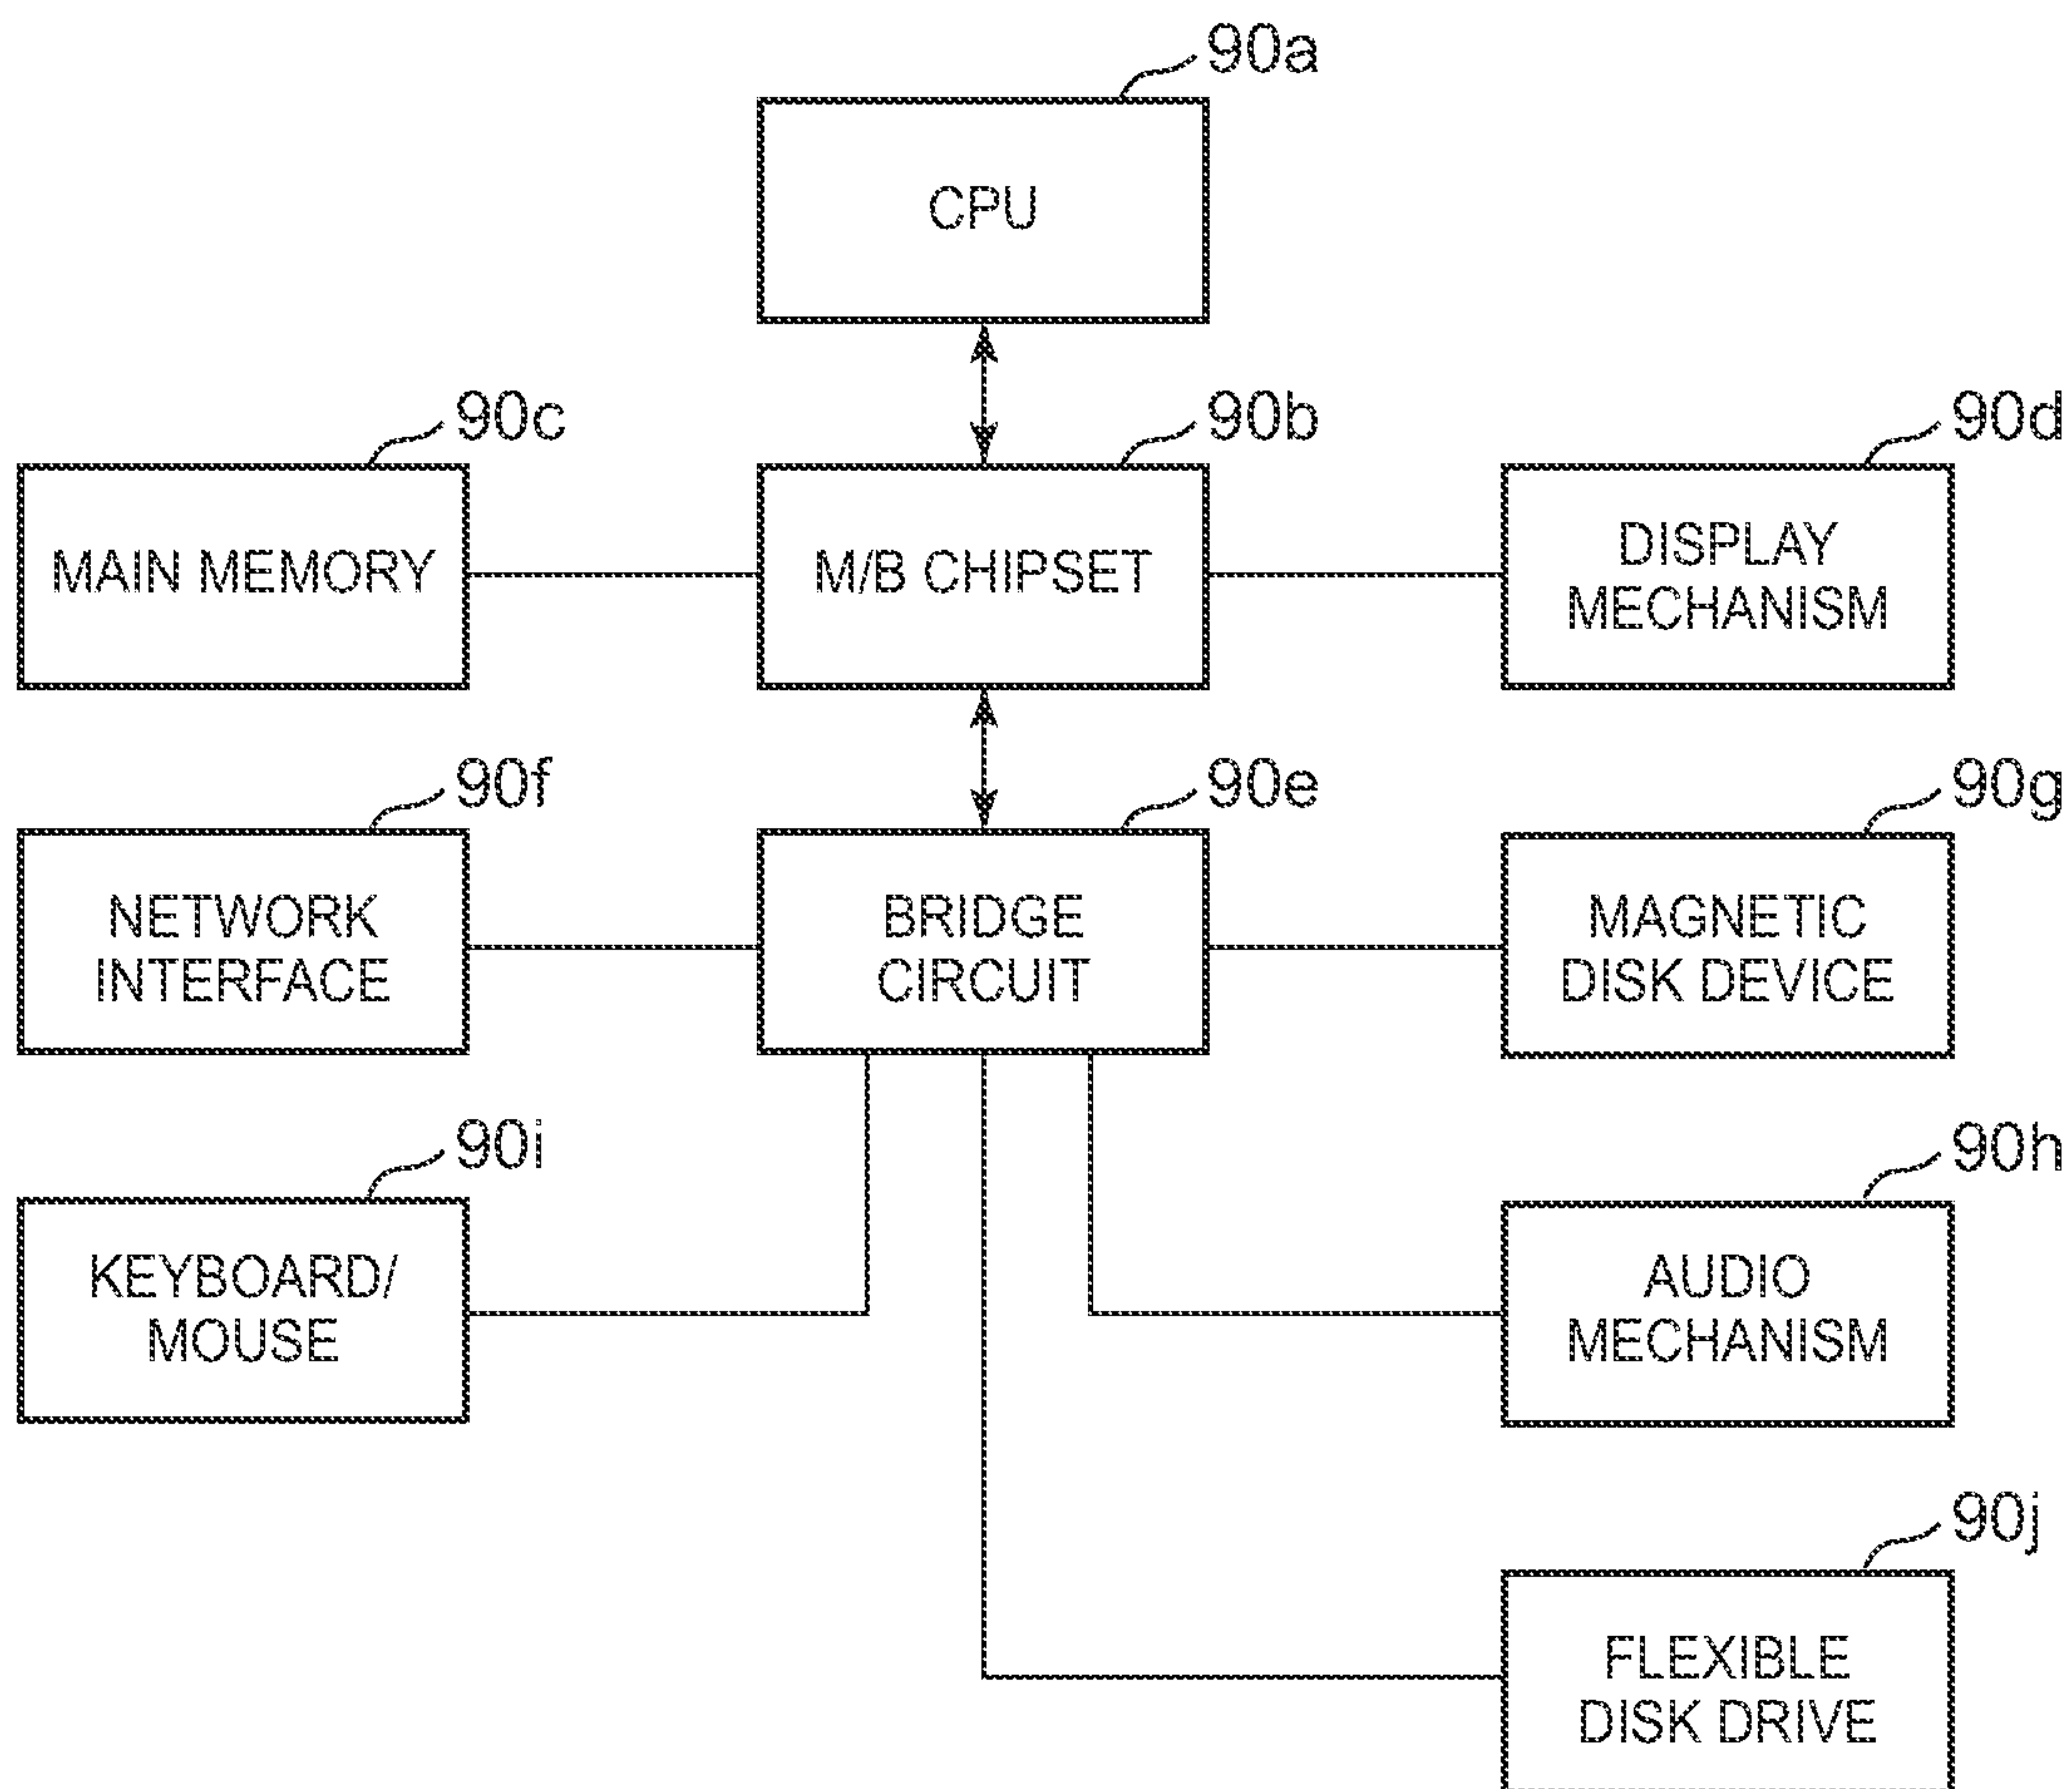 90a
CPU
90c
90b
90d
MAIN MEMORY
M/B CHIPSET
DISPLAY
MECHANISM
90f
90e
90g
NETWORK
INTERFACE
BRIDGE
CIRCUIT
MAGNETIC
DISK DEVICE
90i
90h
KEYBOARD/
MOUSE
AUDIO
MECHANISM
90j
FLEXIBLE
DISK DRIVE